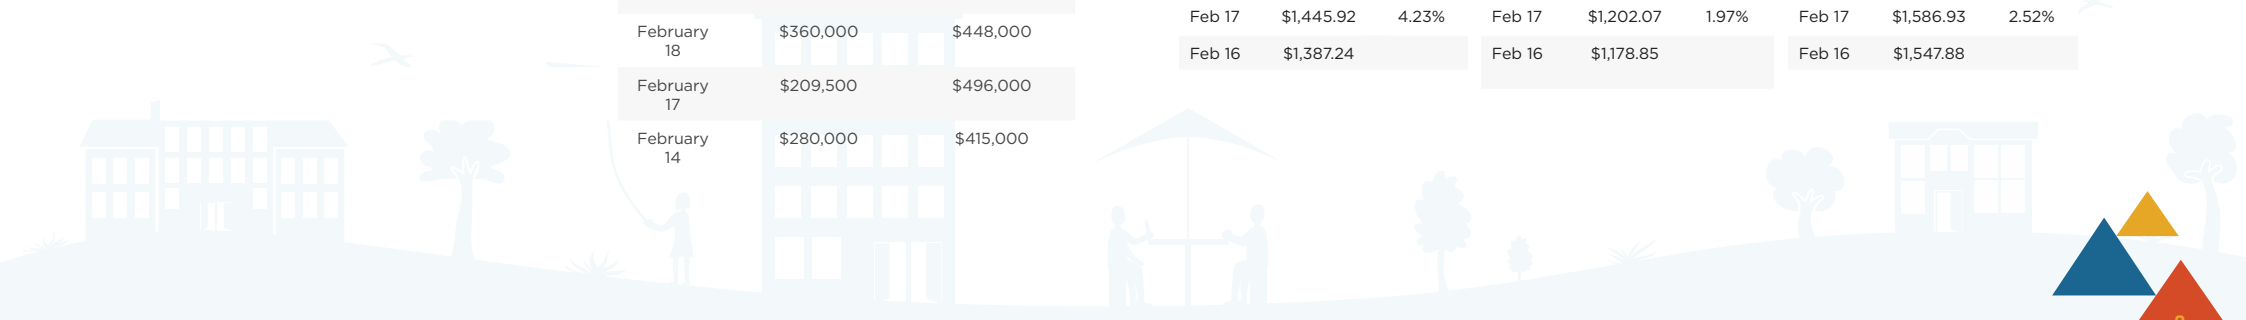 February $360,000 $448,000
18
February $209,500 $496,000
17
February $280,000 $415,000
14
Feb 17 $1,445.92 4.23% Feb 17 $1,202.07 1.97% Feb 17 $1,586.93 2.52%
Feb 16 $1,387.24 Feb 16 $1,178.85 Feb 16 $1,547.88